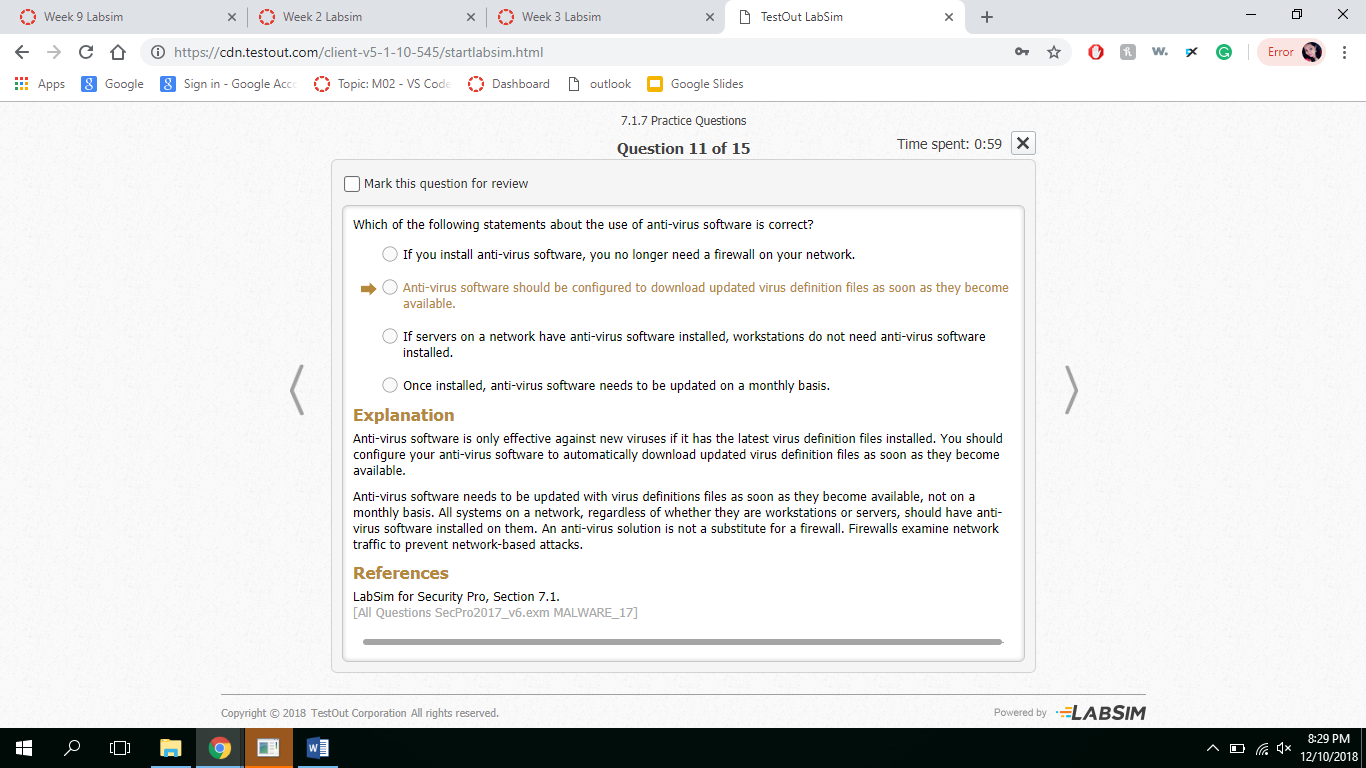 Week 9 Labsim
Week 2 Labsim
Week 3 Labsim
TestOut LabSim
https://cdn.testout.com/client-v5-1-10-545/startlabsim.html
Error
Apps
Google
Sign in - Google Acco
Topic: M02 - VS Code
Dashboard
outlook
Google Slides
7.1.7 Practice Questions
Question 11 of 15
Time spent: 0:59
Mark this question for review
Which of the following statements about the use of anti-virus software is correct?
If you install anti-virus software, you no longer need a firewall on your network.
Anti-virus software should be configured to download updated virus definition files as soon as they become
available.
If servers on a network have anti-virus software installed, workstations do not need anti-virus software
installed.
Once installed, anti-virus software needs to be updated on a monthly basis.
Explanation
Anti-virus software is only effective against new viruses if it has the latest virus definition files installed. You should
configure your anti-virus software to automatically download updated virus definition files as soon as they become
available.
Anti-virus software needs to be updated with virus definitions files as soon as they become available, not on a
monthly basis. All systems on a network, regardless of whether they are workstations or servers, should have anti-
virus software installed on them. An anti-virus solution is not a substitute for a firewall. Firewalls examine network
traffic to prevent network-based attacks.
References
LabSim for Security Pro, Section 7.1.
[All Questions SecPro2017_v6.exm MALWARE_17]
Copyright © 2018 TestOut Corporation All rights reserved.
Powered by LABSIM
8:29 PM
12/10/2018